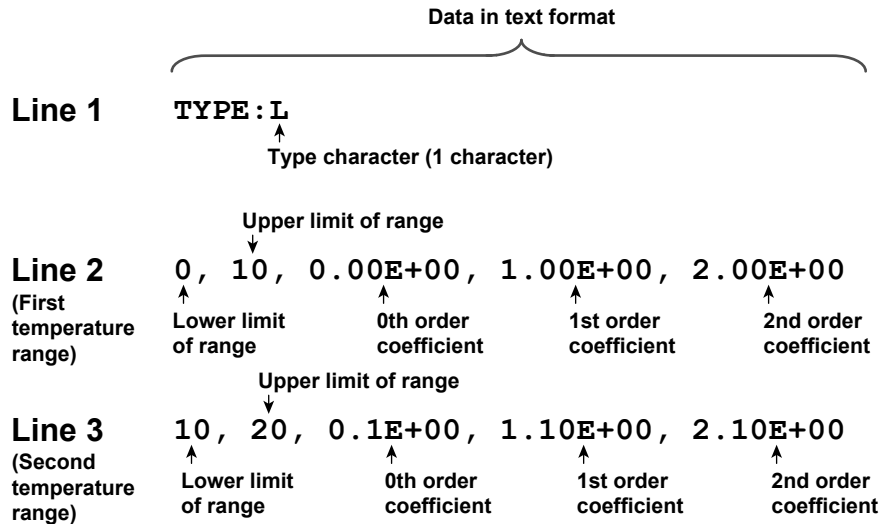 Data in text format
Line 1 TYPE:L
Type character (1 character)
Upper limit of range
Line 2 0, 10, 0.00E+00, 1.00E+00, 2.00E+00
(First temperature range)
Lower limit of range
0th order coefficient
1st order coefficient
2nd order coefficient
Upper limit of range
Line 3 10, 20, 0.1E+00, 1.10E+00, 2.10E+00
(Second temperature range)
Lower limit of range
0th order coefficient
1st order coefficient
2nd order coefficient